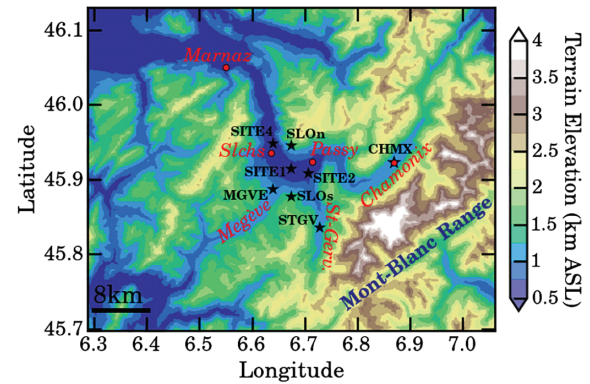 46.1
46.0
45.9
45.8
45.7
Latitude
Marnaz
SITE4
SLOn
Slchs
Passy
CHMX
SITE1
SITE2
Chamonix
MGVE
SLOs
Megève
STGV
St-Gerv.
Mont-Blanc Range
8km
6.3 6.4 6.5 6.6 6.7 6.8 6.9 7.0
Longitude
4
3.5
3
2.5
2
1.5
1
0.5
Terrain Elevation (km ASL)